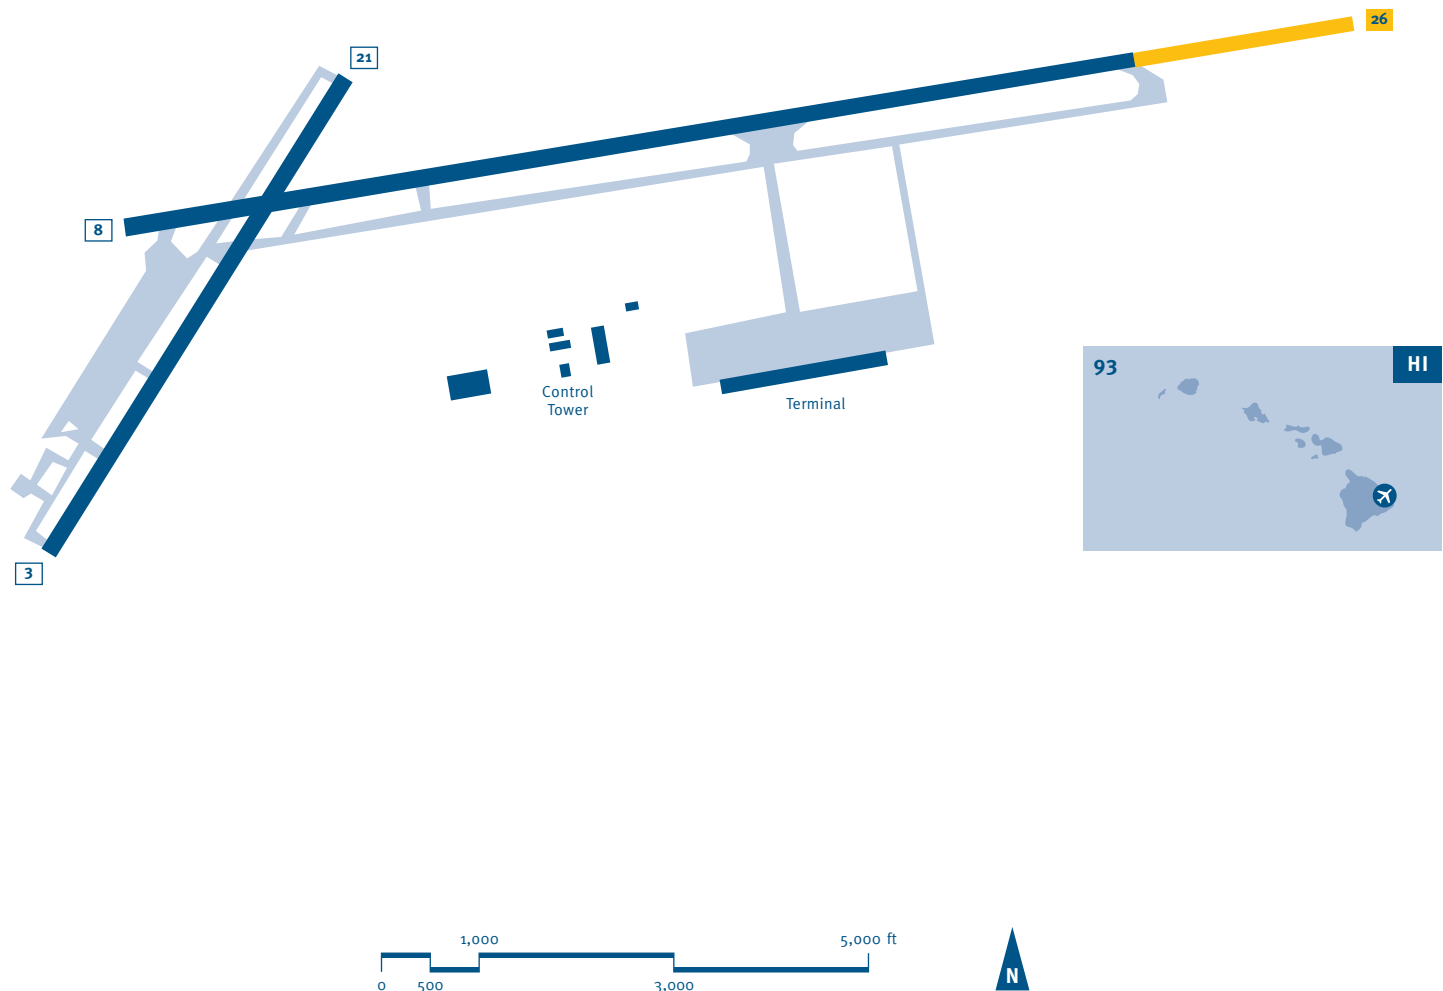 26
21
8
93
HI
Control
Tower
Terminal
3
1,000
5,000 ft
0
500
3,000
N